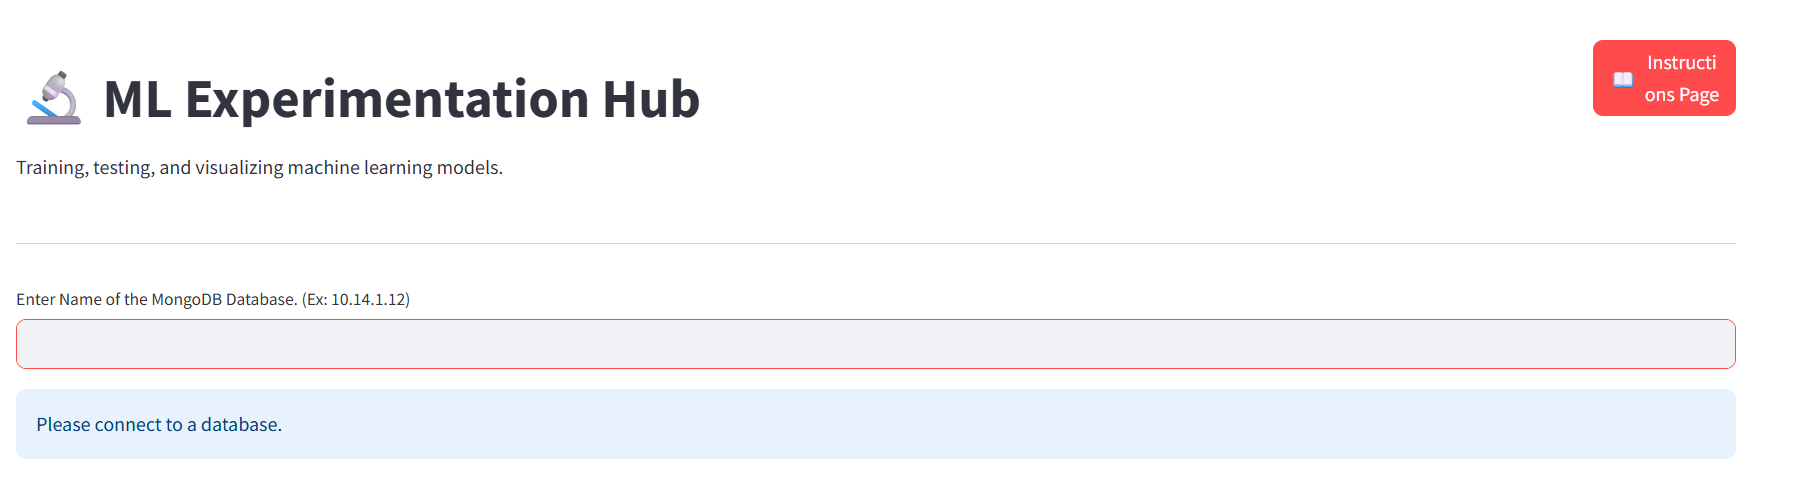 ML Experimentation Hub
Instructi
ons Page
Training, testing, and visualizing machine learning models.
Enter Name of the MongoDB Database. (Ex: 10.14.1.12)
Please connect to a database.